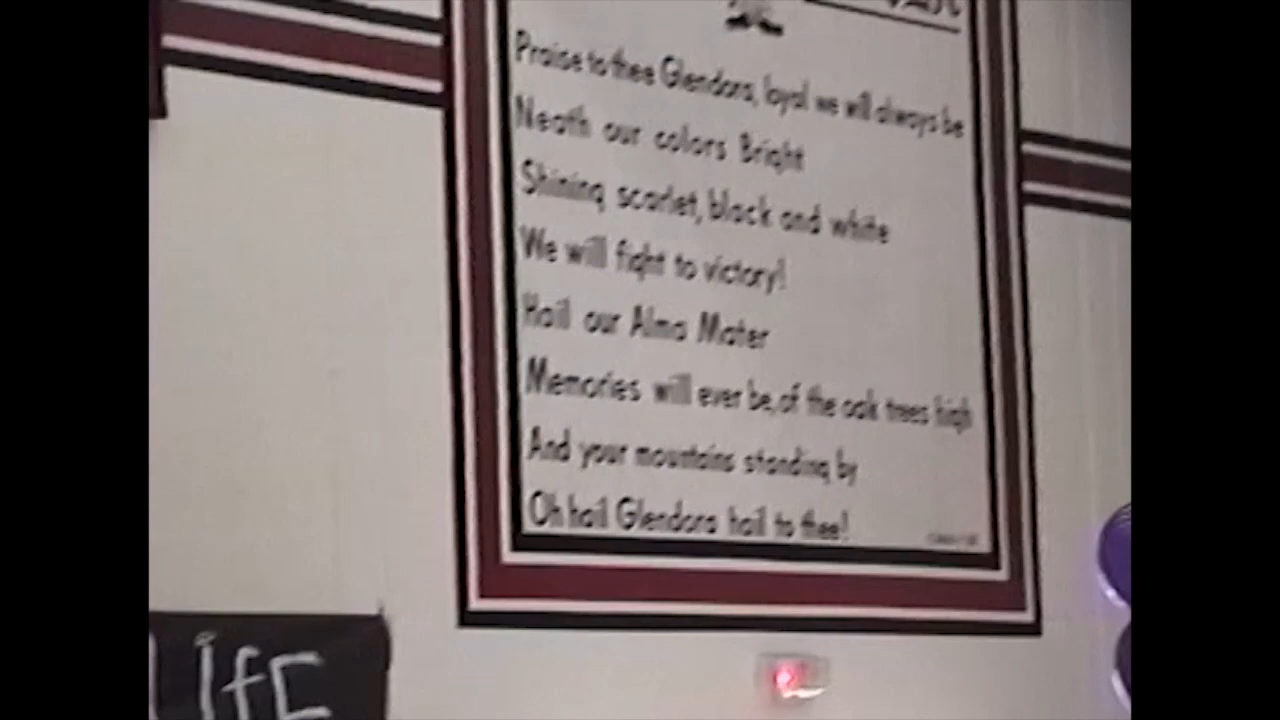 Praise to thee Glendora, loyal we will always be
Neath our colors Bright
Shining scarlet, black and white
We will fight to victory!
Hail our Alma Mater
Memories will ever be, of the oak trees high
And your mountains standing by
Oh hail Glendora hail to thee!
LifE